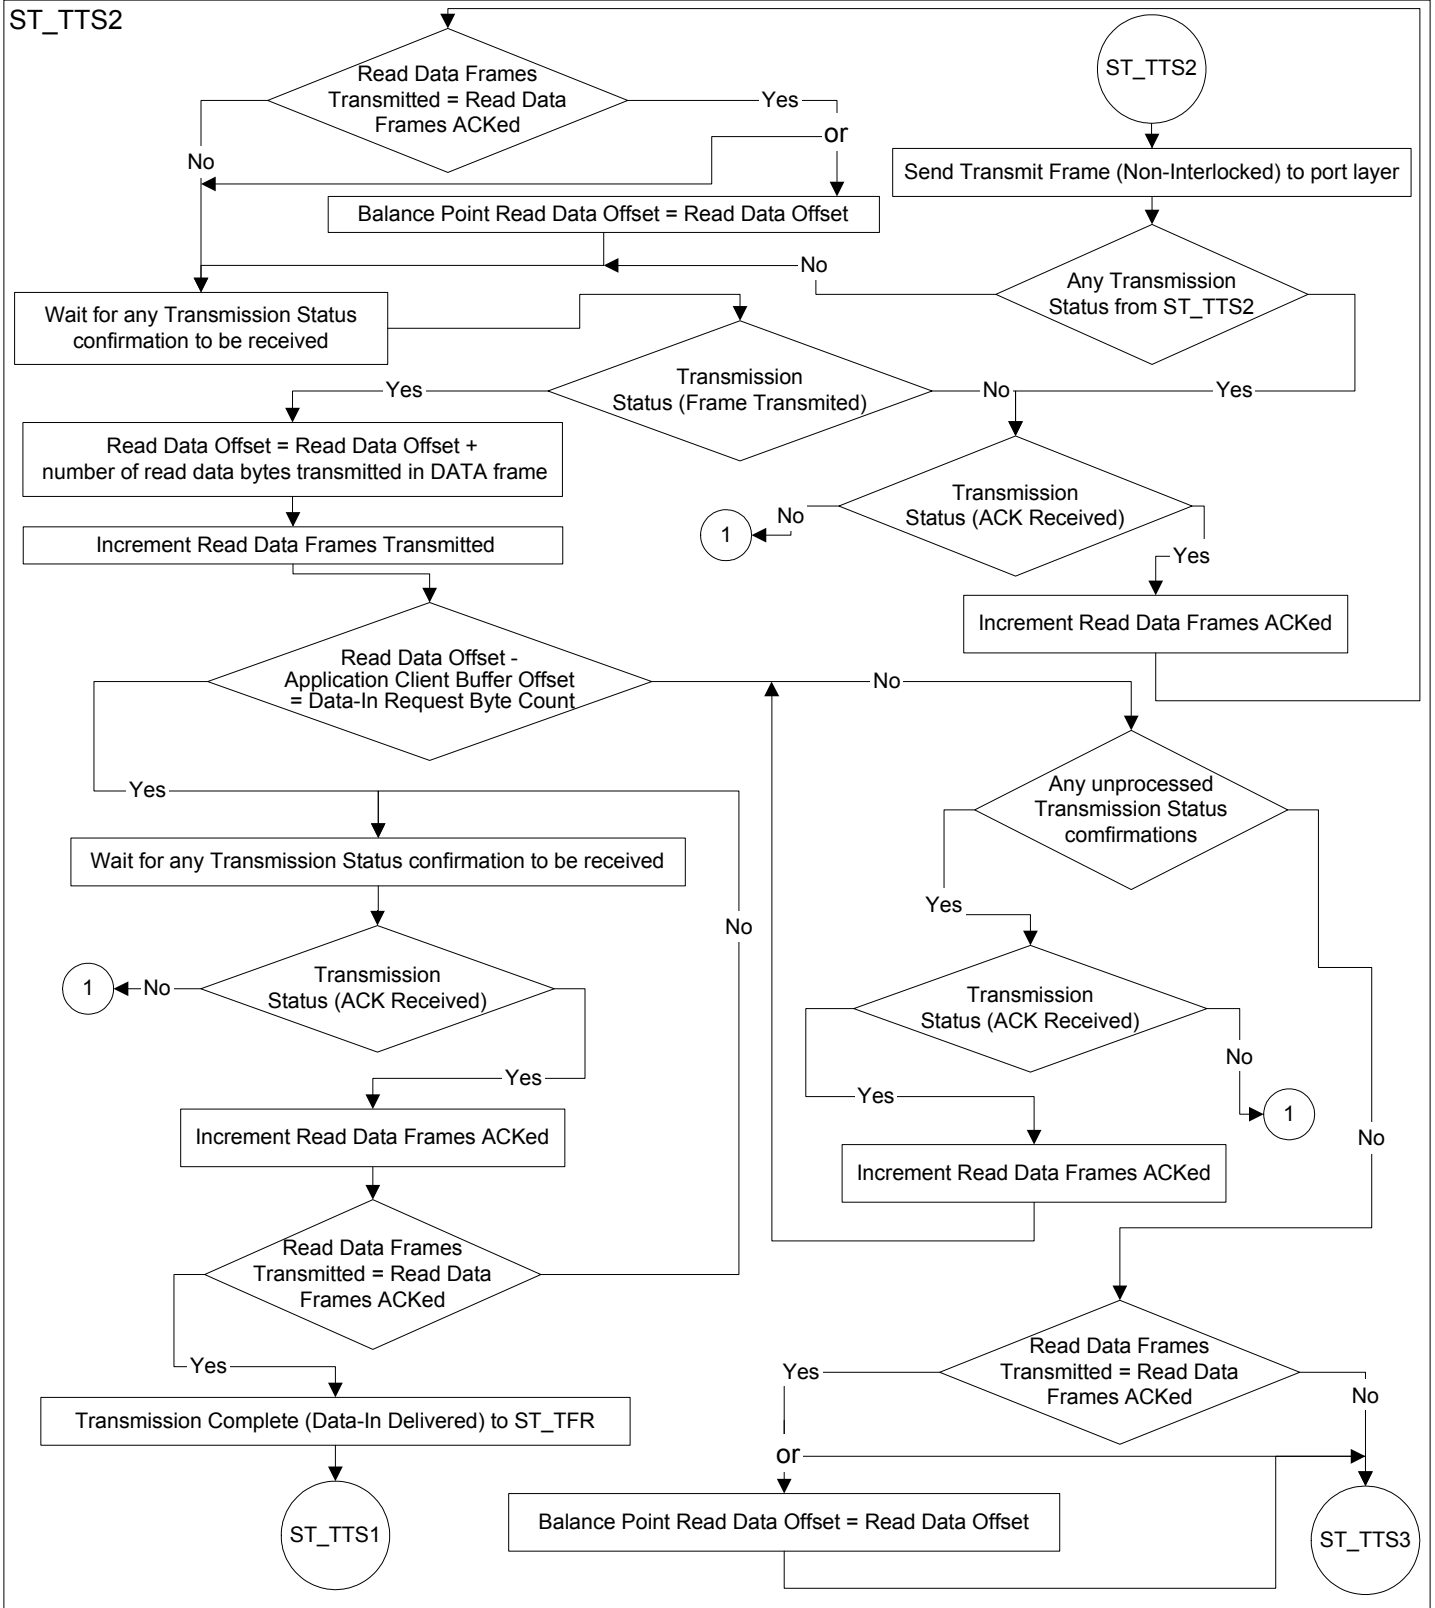 ST_TTS2
Read Data Frames
Transmitted = Read Data
Frames ACKed
Yes
or
No
Balance Point Read Data Offset = Read Data Offset
ST_TTS2
Send Transmit Frame (Non-Interlocked) to port layer
Any Transmission
Status from ST_TTS2
No
Yes
Wait for any Transmission Status
confirmation to be received
Transmission
Status (Frame Transmited)
Yes
No
Read Data Offset = Read Data Offset +
number of read data bytes transmitted in DATA frame
Transmission
Status (ACK Received)
No
1
Yes
Increment Read Data Frames Transmitted
Increment Read Data Frames ACKed
Read Data Offset -
Application Client Buffer Offset
= Data-In Request Byte Count
No
Yes
Any unprocessed
Transmission Status
comfirmations
Wait for any Transmission Status confirmation to be received
Yes
No
No
Transmission
Status (ACK Received)
No
1
Yes
Transmission
Status (ACK Received)
No
1
Yes
Increment Read Data Frames ACKed
Increment Read Data Frames ACKed
Read Data Frames
Transmitted = Read Data
Frames ACKed
Yes
Read Data Frames
Transmitted = Read Data
Frames ACKed
Yes
No
or
Transmission Complete (Data-In Delivered) to ST_TFR
Balance Point Read Data Offset = Read Data Offset
ST_TTS1
ST_TTS3